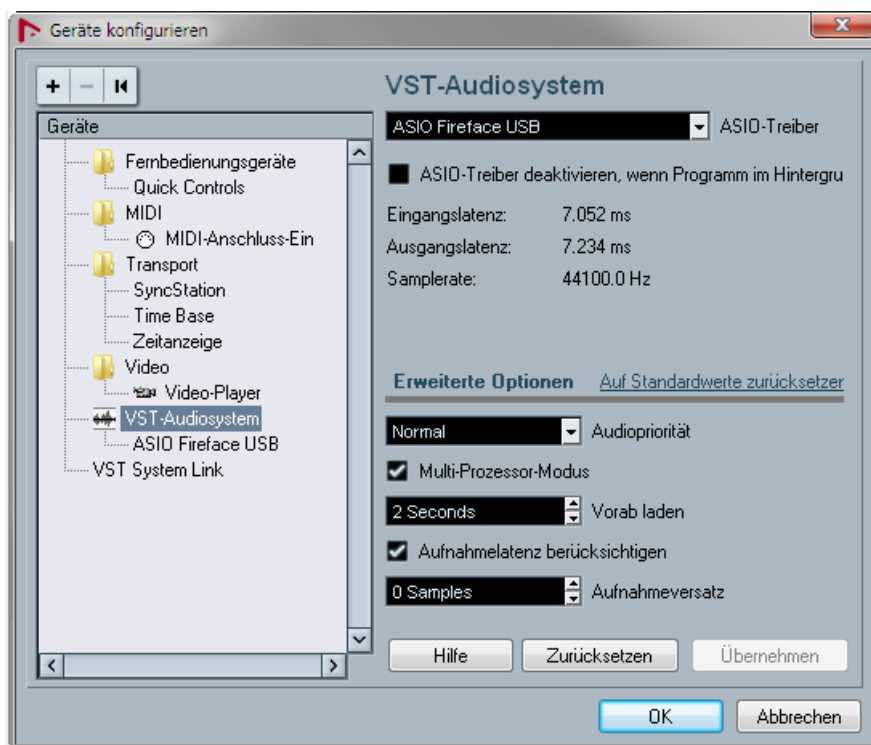 Geräte konfigurieren
Geräte
Fernbedienungsgeräte
Quick Controls
MIDI
MIDI-Anschluss-Ein
Transport
SyncStation
Time Base
Zeitanzeige
Video
Video-Player
VST-Audiosystem
ASIO Fireface USB
VST System Link
VST-Audiosystem
ASIO Fireface USB ASIO-Treiber
ASIO-Treiber deaktivieren, wenn Programm im Hintergru
Eingangslatenz: 7.052 ms
Ausgangslatenz: 7.234 ms
Samplerate: 44100.0 Hz
Erweiterte Optionen Auf Standardwerte zurücksetzer
Normal Audiopriorität
Multi-Prozessor-Modus
2 Seconds Vorab laden
Aufnahmelatenz berücksichtigen
0 Samples Aufnahmeversatz
Hilfe Zurücksetzen Übernehmen
OK Abbrechen